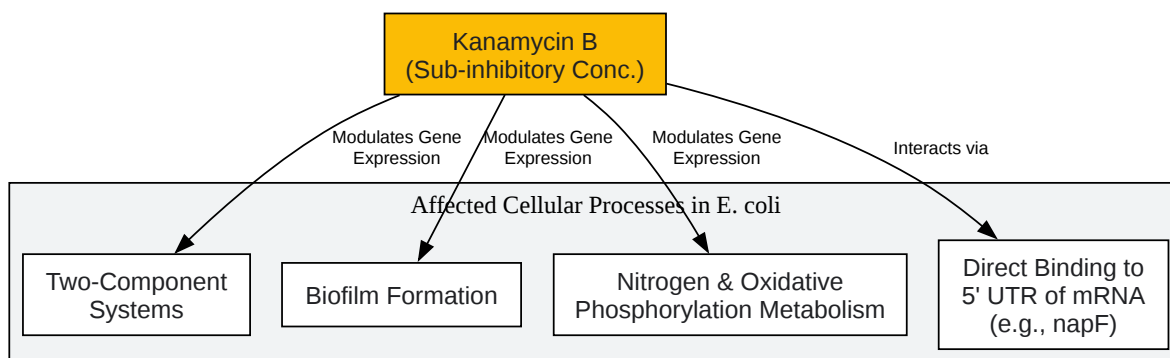 Kanamycin B
(Sub-inhibitory Conc.)
Modulates Gene
Expression
Modulates Gene
Expression
Modulates Gene
Expression
Interacts via
Affected Cellular Processes in E. coli
Two-Component
Systems
Biofilm Formation
Nitrogen & Oxidative
Phosphorylation Metabolism
Direct Binding to
5' UTR of mRNA
(e.g., napF)